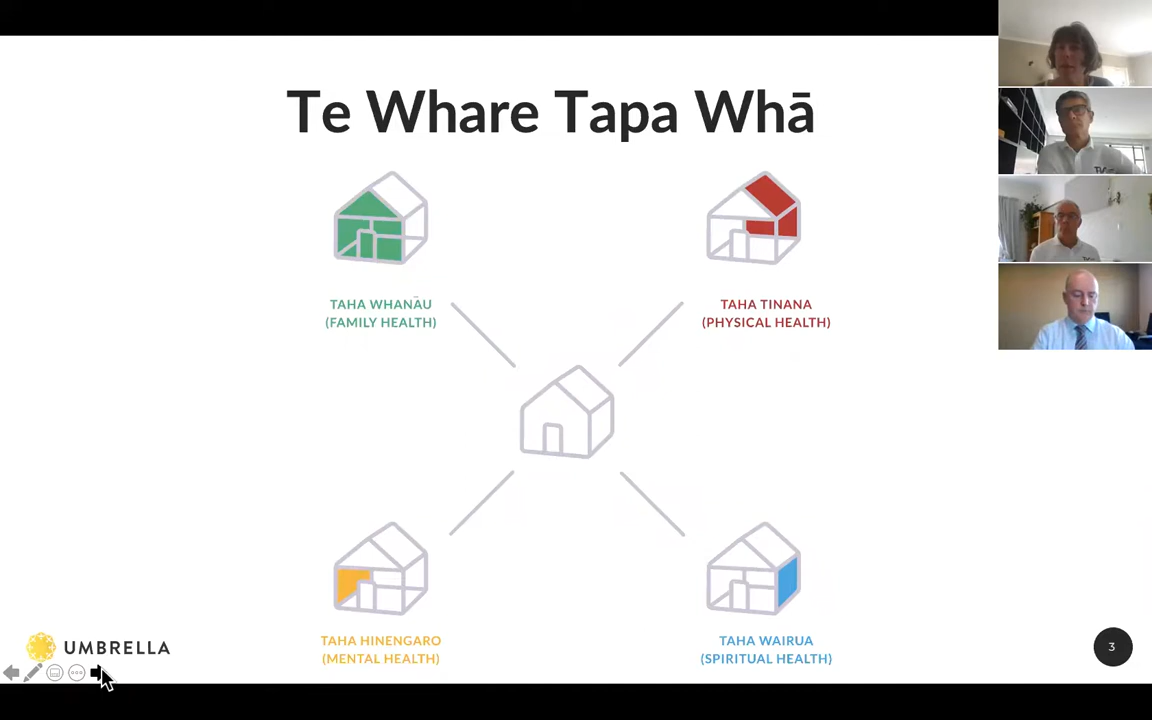 Te Whare Tapa Whā
TAHA WHANĀU
(FAMILY HEALTH)
TAHA TINANA
(PHYSICAL HEALTH)
TAHA HINENGARO
(MENTAL HEALTH)
TAHA WAIRUA
(SPIRITUAL HEALTH)
UMBRELLA
3